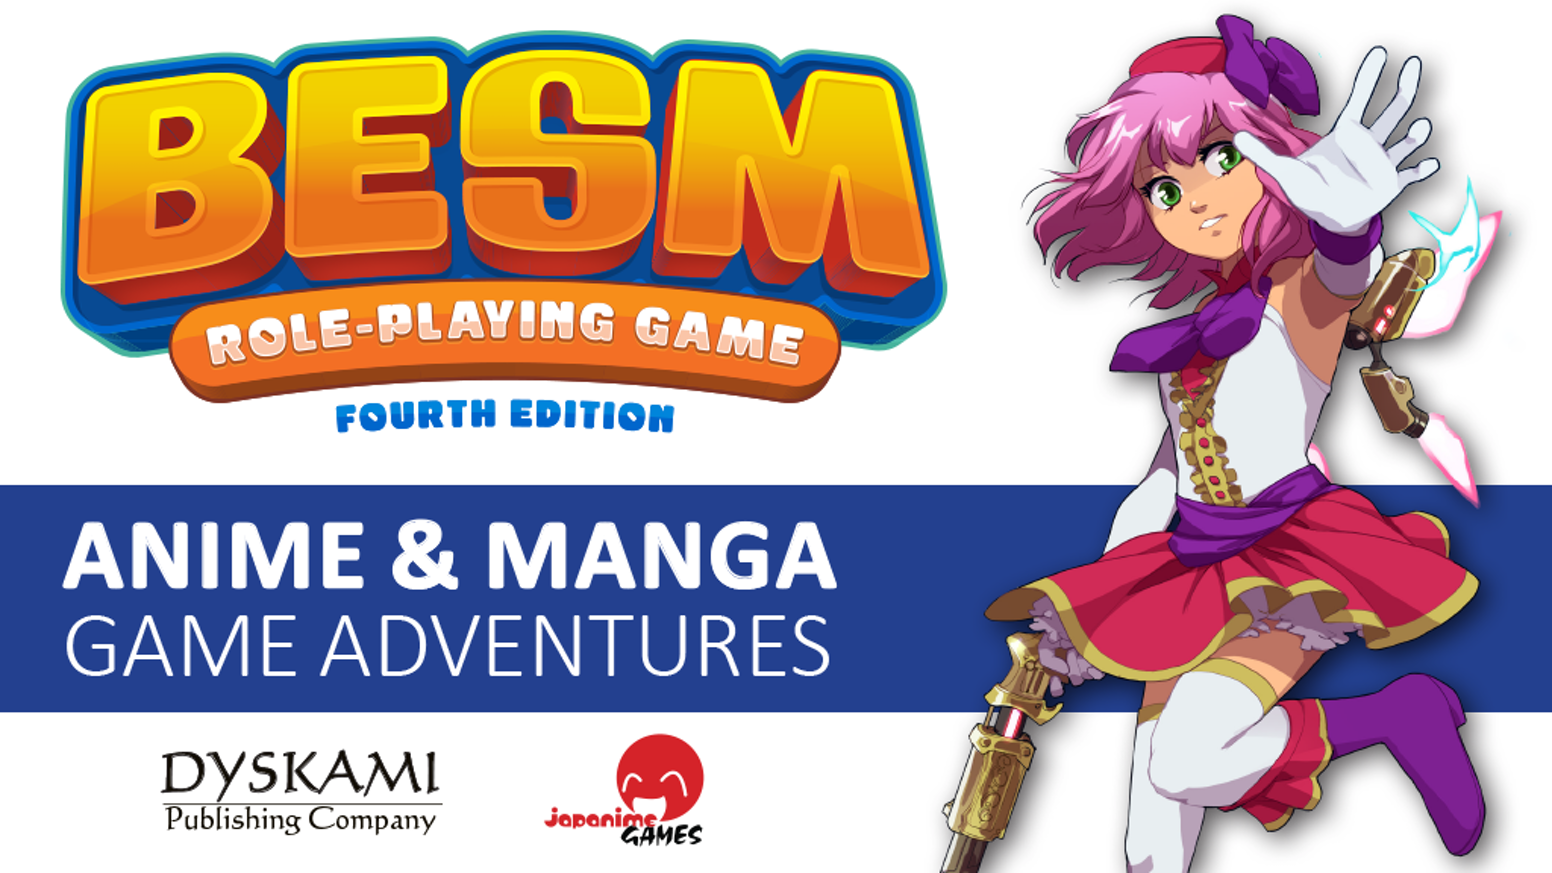 BESM
ROLE-PLAYING GAME
FOURTH EDITION
ANIME & MANGA
GAME ADVENTURES
DYSKAMI
Publishing Company
japanime
GAMES